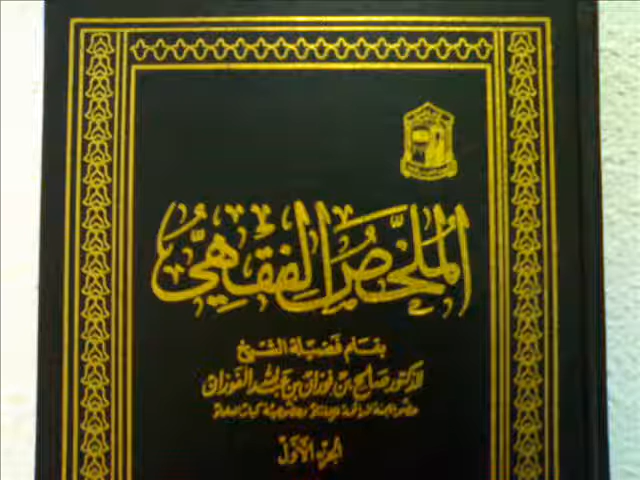 الملخص الفقهي
بقلم فضيلة الشيخ
الدكتور صالح بن فوزان بن عبد الله الفوزان
الجزء الأول